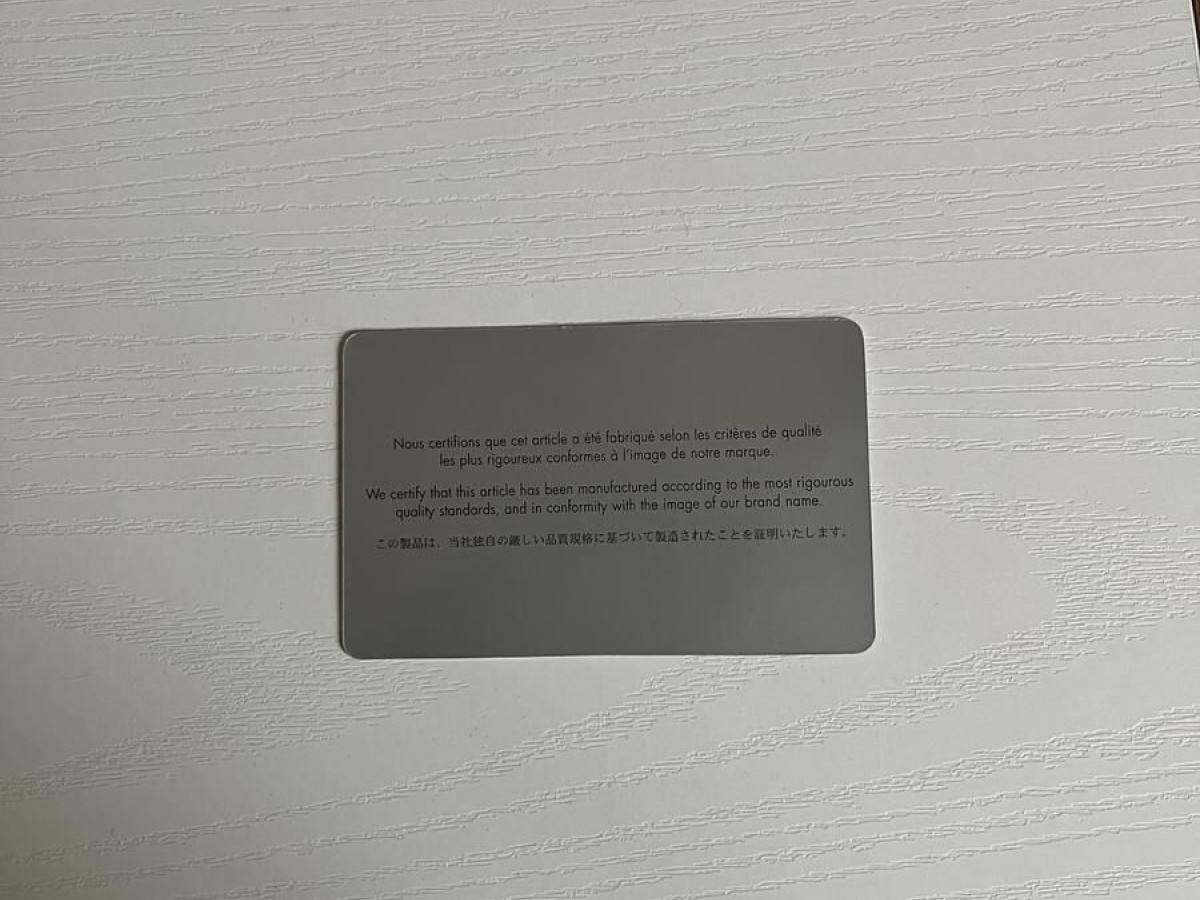 Nous certifions que cet article a été fabriqué selon les critères de qualité
les plus rigoureux conformes à l'image de notre marque.
We certify that this article has been manufactured according to the most rigourous
quality standards, and in conformity with the image of our brand name.
この製品は、当社独自の厳しい品質規格に基づいて製造されたことを証明いたします。